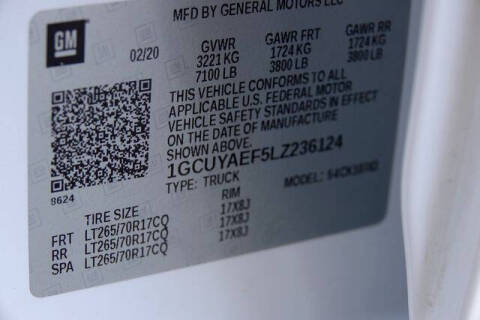 MFD BY GENERAL MOTORS LLC
GM
02/20
GVWR GAWR FRT GAWR RR
3221 KG 1724 KG 1724 KG
7100 LB 3800 LB 3800 LB
THIS VEHICLE CONFORMS TO ALL
APPLICABLE U.S. FEDERAL MOTOR
VEHICLE SAFETY STANDARDS IN EFFECT
ON THE DATE OF MANUFACTURE
SHOWN ABOVE.
1GCUYAEF5LZ236124
8624
TYPE: TRUCK MODEL:
TIRE SIZE RIM
FRT LT265/70R17CQ 17X8J
RR LT265/70R17CQ 17X8J
SPA LT265/70R17CQ 17X8J